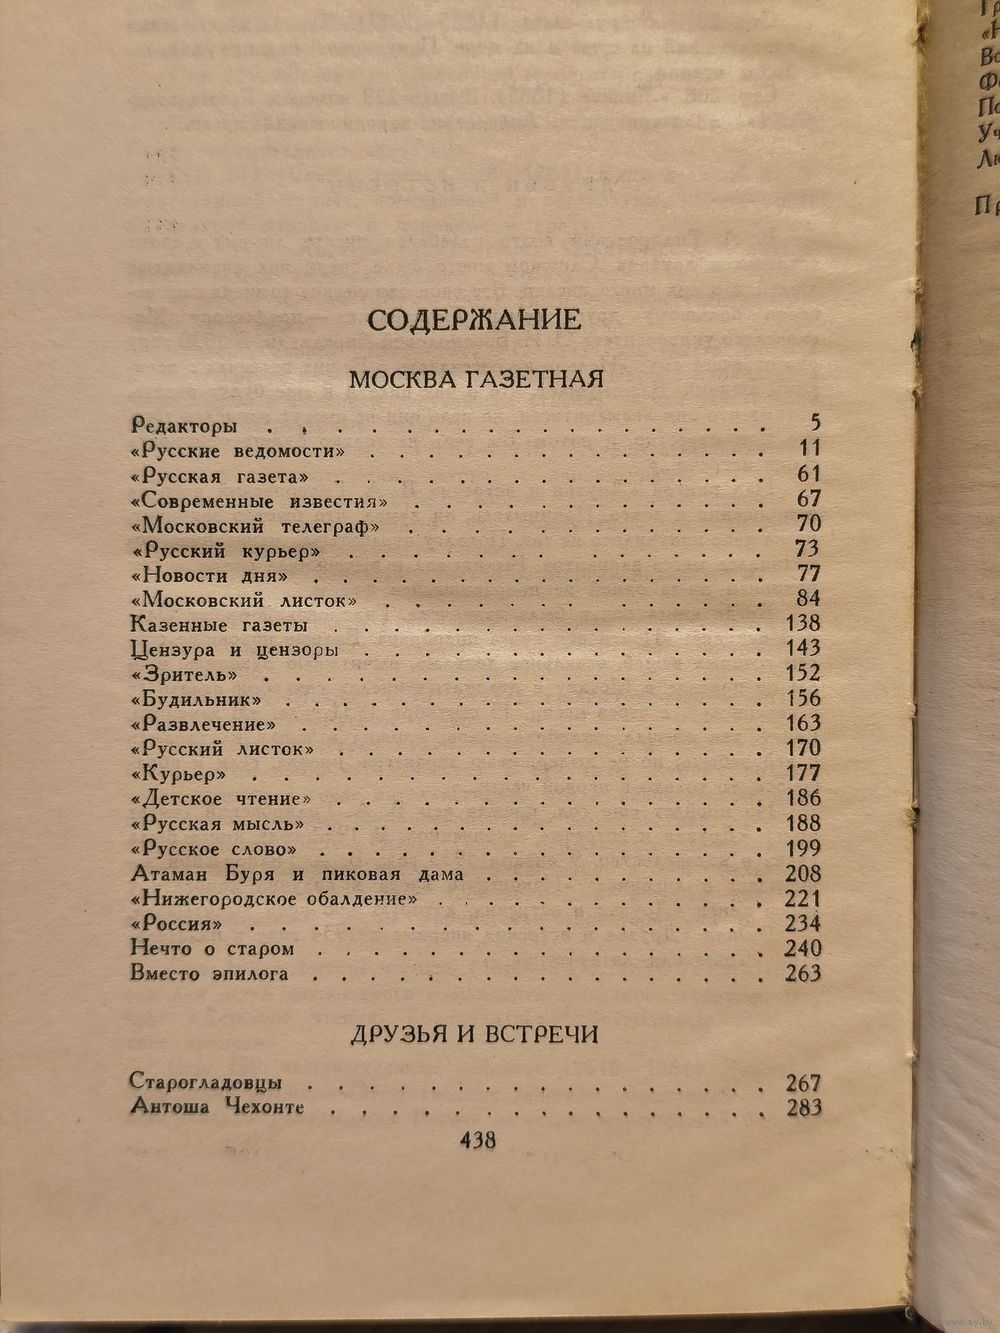 СОДЕРЖАНИЕ
МОСКВА ГАЗЕТНАЯ
Редакторы . . . . . . . . . . . . . . . . . 5
«Русские ведомости» . . . . . . . . . . . . . 11
«Русская газета» . . . . . . . . . . . . . . 61
«Современные известия» . . . . . . . . . . . 67
«Московский телеграф» . . . . . . . . . . . 70
«Русский курьер» . . . . . . . . . . . . . 73
«Новости дня» . . . . . . . . . . . . . . 77
«Московский листок» . . . . . . . . . . . . 84
Казенные газеты . . . . . . . . . . . . . 138
Цензура и цензоры . . . . . . . . . . . . 143
«Зритель» . . . . . . . . . . . . . . . . 152
«Будильник» . . . . . . . . . . . . . . . 156
«Развлечение» . . . . . . . . . . . . . . 163
«Русский листок» . . . . . . . . . . . . . 170
«Курьер» . . . . . . . . . . . . . . . . 177
«Детское чтение» . . . . . . . . . . . . . 186
«Русская мысль» . . . . . . . . . . . . . 188
«Русское слово» . . . . . . . . . . . . . 199
Атаман Буря и пиковая дама . . . . . . . . . 208
«Нижегородское обалдение» . . . . . . . . . . 221
«Россия» . . . . . . . . . . . . . . . . 234
Нечто о старом . . . . . . . . . . . . . . 240
Вместо эпилога . . . . . . . . . . . . . . 263
ДРУЗЬЯ И ВСТРЕЧИ
Старогладовцы . . . . . . . . . . . . . . 267
Антоша Чехонте . . . . . . . . . . . . . 283
438
www.ay.by